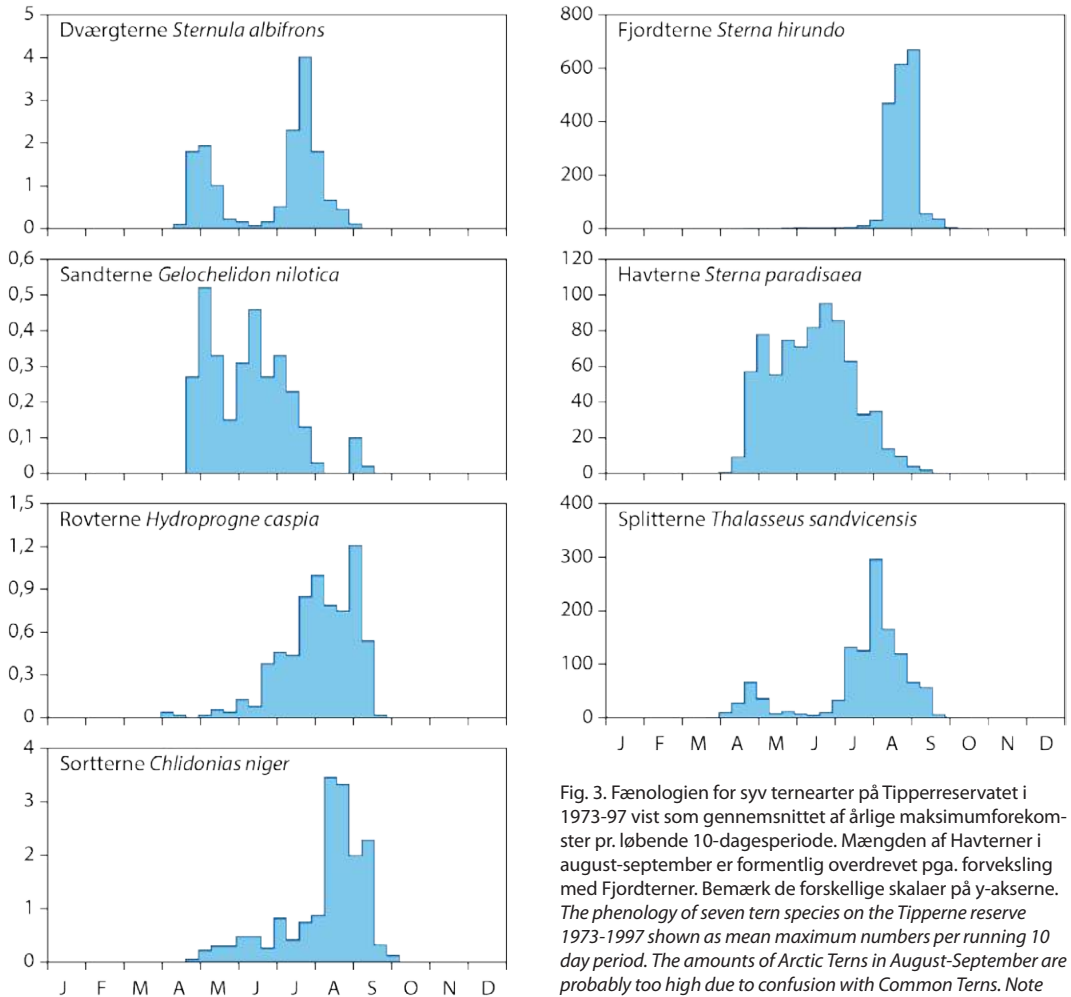 5
4
3
2
1
0
Dværgterne Sternula albifrons
0,6
0,5
0,4
0,3
0,2
0,1
0
Sandterne Gelochelidon nilotica
1,5
1,2
0,9
0,6
0,3
0
Rovterne Hydroprogne caspia
4
3
2
1
0
Sortterne Chlidonias niger
J F M A M J J A S O N D
800
600
400
200
0
Fjordterne Sterna hirundo
120
100
80
60
40
20
0
Havterne Sterna paradisaea
400
300
200
100
0
Splitterne Thalasseus sandvicensis
J F M A M J J A S O N D
Fig. 3. Fænologien for syv ternearter på Tipperreservatet i
1973-97 vist som gennemsnittet af årlige maksimumforekom-
ster pr. løbende 10-dagesperiode. Mængden af Havterner i
august-september er formentlig overdrevet pga. forveksling
med Fjordterner. Bemærk de forskellige skalaer på y-akserne.
The phenology of seven tern species on the Tipperne reserve
1973-1997 shown as mean maximum numbers per running 10
day period. The amounts of Arctic Terns in August-September are
probably too high due to confusion with Common Terns. Note